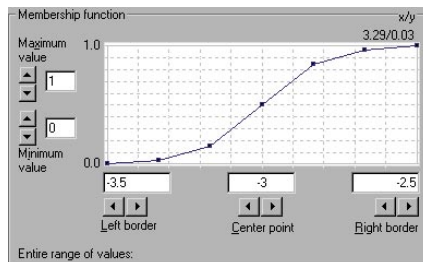 Membership function
x/y
3.29/0.03
Maximum
value
1.0
1
0
Minimum
value
0.0
-3.5
-3
-2.5
Left border
Center point
Right border
Entire range of values: